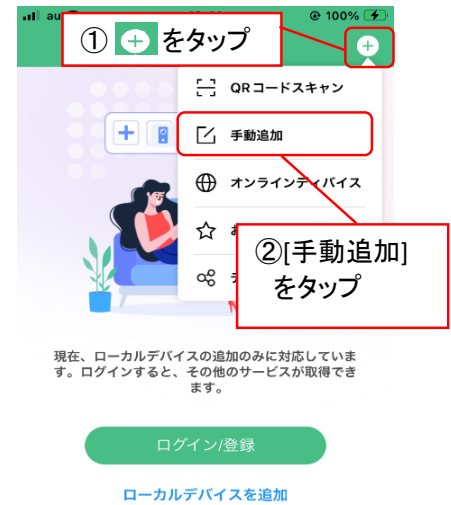 au
100%
① + をタップ
QRコードスキャン
手動追加
オンラインディバイス
②[手動追加]
をタップ
現在、ローカルデバイスの追加のみに対応していま
す。ログインすると、その他のサービスが取得でき
ます。
ログイン/登録
ローカルデバイスを追加